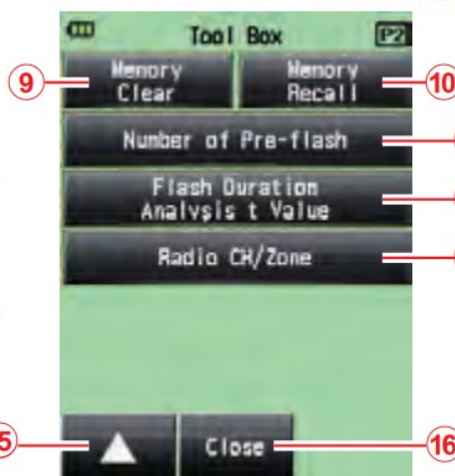 Tool Box P2
9 Memory Memory 10
Clear Recall
Number of Pre-flash
Flash Duration
Analysis t Value
Radio CH/Zone
5 Close 16